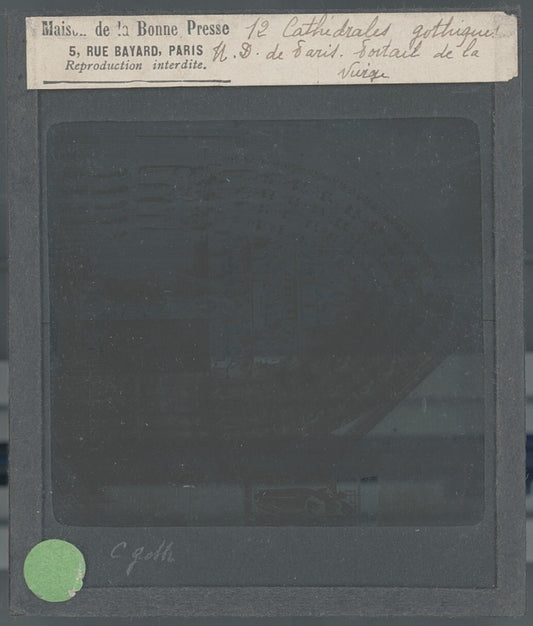 Maison de la Bonne Presse
5, RUE BAYARD, PARIS
Reproduction interdite.
12 Cathédrales gothiques
N. D. de Paris. Portail de la
Vierge
C goth